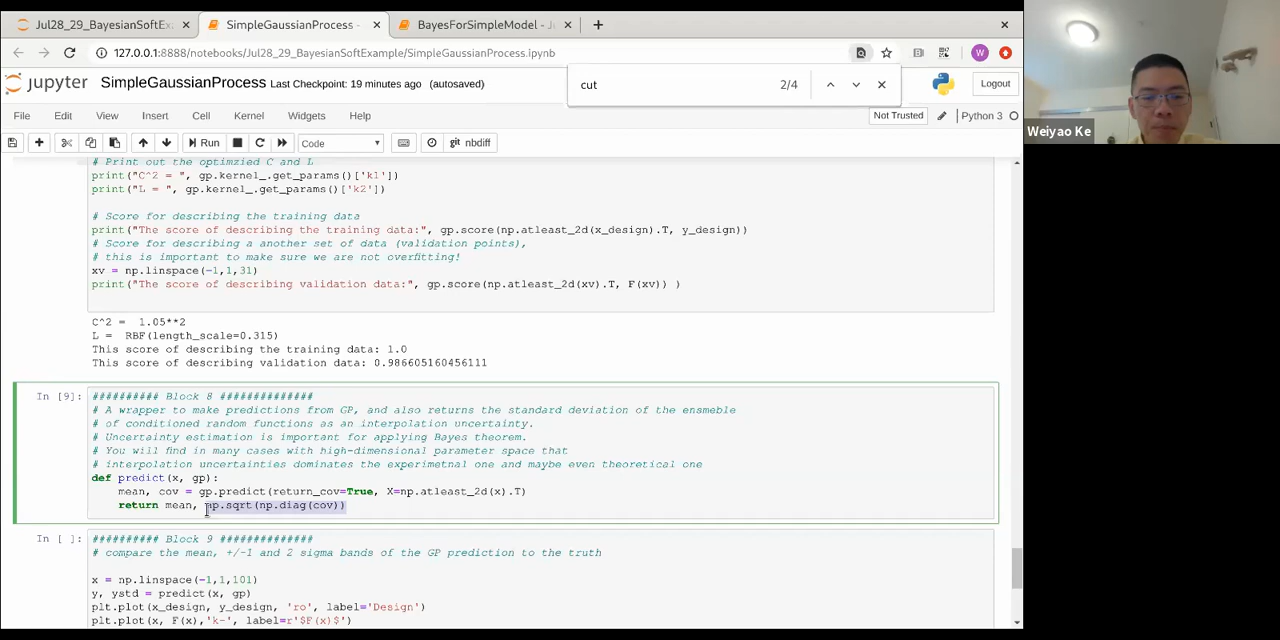 Jul28_29_BayesianSoftEx
SimpleGaussianProcess -
BayesForSimpleModel - J
127.0.0.1:8888/notebooks/Jul28_29_BayesianSoftExample/SimpleGaussianProcess.ipynb
W
cut 2/4
jupyter SimpleGaussianProcess Last Checkpoint: 19 minutes ago (autosaved)
Logout
File Edit View Insert Cell Kernel Widgets Help
Not Trusted Python 3
Run Code git nbdiff
Weiyao Ke
# Print out the optimzied C and L
print("C^2 = ", gp.kernel_.get_params()['k1'])
print("L = ", gp.kernel_.get_params()['k2'])
# Score for describing the training data
print("The score of describing the training data:", gp.score(np.atleast_2d(x_design).T, y_design))
# Score for describing a another set of data (validation points),
# this is important to make sure we are not overfitting!
xv = np.linspace(-1,1,31)
print("The score of describing validation data:", gp.score(np.atleast_2d(xv).T, F(xv)) )
C^2 =  1.05**2
L =  RBF(length_scale=0.315)
This score of describing the training data: 1.0
This score of describing validation data: 0.986605160456111
In [9]:
########## Block 8 ##############
# A wrapper to make predictions from GP, and also returns the standard deviation of the ensmeble
# of conditioned random functions as an interpolation uncertainty.
# Uncertainty estimation is important for applying Bayes theorem.
# You will find in many cases with high-dimensional parameter space that
# interpolation uncertainties dominates the experimetnal one and maybe even theoretical one
def predict(x, gp):
mean, cov = gp.predict(return_cov=True, X=np.atleast_2d(x).T)
return mean, np.sqrt(np.diag(cov))
In [ ]:
########## Block 9 ##############
# compare the mean, +/-1 and 2 sigma bands of the GP prediction to the truth
x = np.linspace(-1,1,101)
y, ystd = predict(x, gp)
plt.plot(x_design, y_design, 'ro', label='Design')
plt.plot(x, F(x),'k-', label=r'$F(x)$')